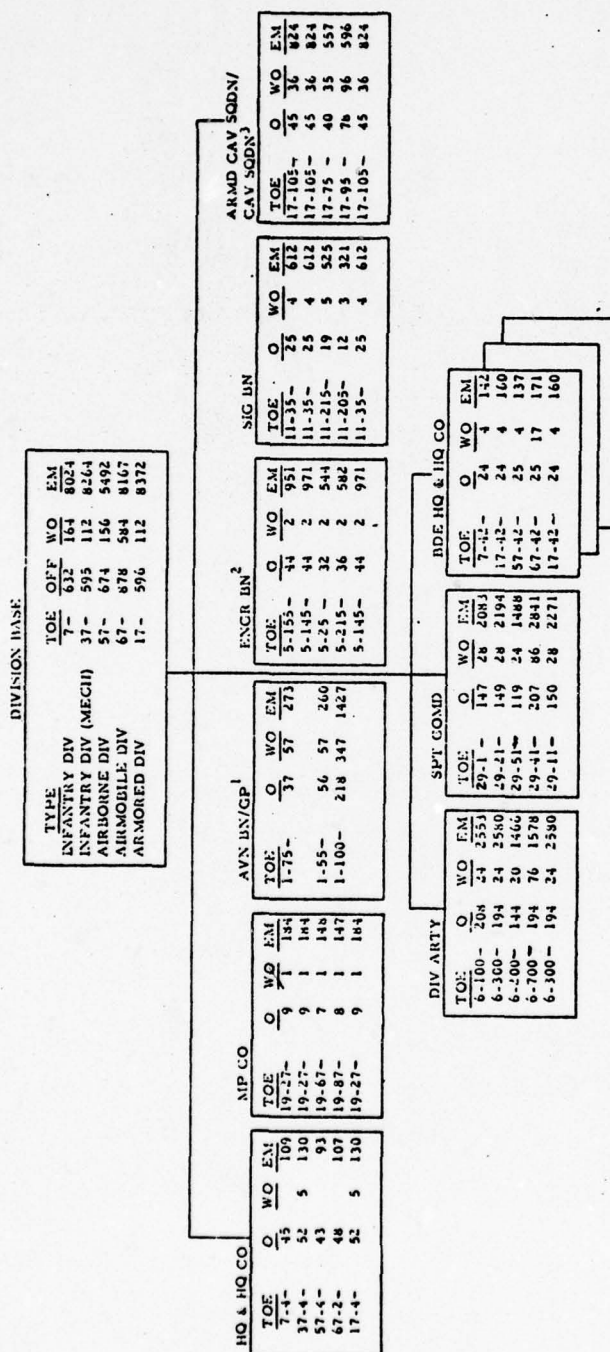 DIVISION BASE
TYPE TOE OFF WO EM
INFANTRY DIV 7- 632 164 8024
INFANTRY DIV (MECH) 37- 595 112 8264
AIRBORNE DIV 57- 674 156 5492
AIRMOBILE DIV 67- 878 584 8167
ARMORED DIV 17- 596 112 8372
HQ & HQ CO
TOE O WO EM
7-4- 45 109
37-4- 52 5 130
57-4- 43 93
67-2- 48 107
17-4- 52 5 130
MP CO
TOE O WO EM
19-27- 9 1 184
19-27- 9 1 184
19-67- 7 1 148
19-87- 8 1 147
19-27- 9 1 184
AVN BN/GP1
TOE O WO EM
1-75- 37 57 273
1-55- 56 57 260
1-100- 218 347 1427
ENGR BN2
TOE O WO EM
5-155- 44 2 951
5-145- 44 2 971
5-25- 32 2 544
5-215- 36 2 582
5-145- 44 2 971
SIG BN
TOE O WO EM
11-35- 25 4 612
11-35- 25 4 612
11-215- 19 5 525
11-205- 12 3 321
11-35- 25 4 612
ARMD CAV SQDN/
CAV SQDN3
TOE O WO EM
17-105- 45 36 824
17-105- 45 36 824
17-75- 40 35 557
17-95- 78 96 596
17-105- 45 36 824
DIV ARTY
TOE O WO EM
6-100- 208 24 2553
6-300- 194 24 2580
6-200- 144 20 1466
6-700- 194 76 1578
6-300- 194 24 2580
SPT COMD
TOE O WO EM
29-1- 147 28 2083
29-21- 149 28 2194
29-51- 119 24 1488
29-41- 207 86 2841
29-11- 150 28 2271
BDE HQ & HQ CO
TOE O WO EM
7-42- 24 4 142
17-42- 24 4 160
57-42- 25 4 137
67-42- 25 17 171
17-42- 24 4 160